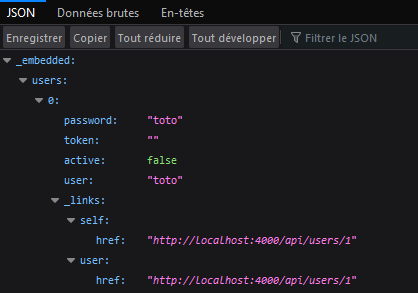 JSON Données brutes En-têtes
Enregistrer Copier Tout réduire Tout développer Filtrer le JSON
_embedded:
users:
0:
password: "toto"
token: ""
active: false
user: "toto"
_links:
self:
href: "http://localhost:4000/api/users/1"
user:
href: "http://localhost:4000/api/users/1"